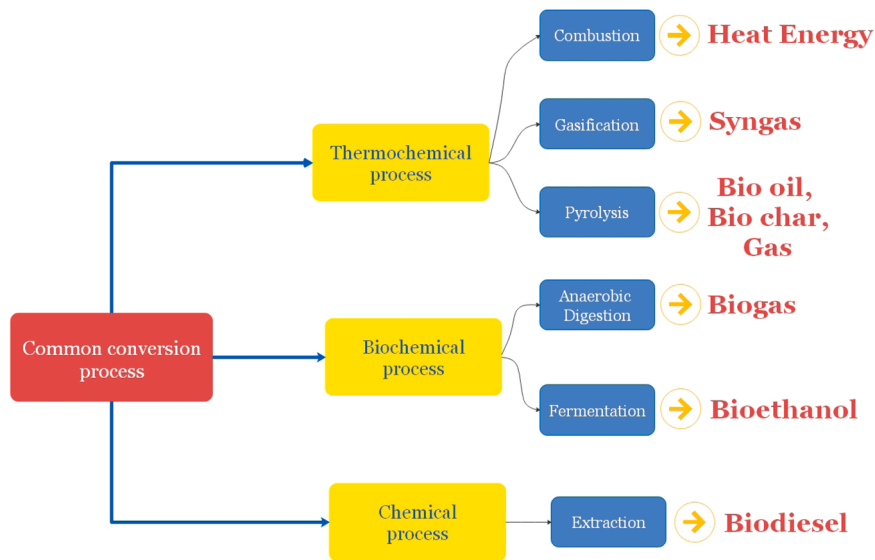 Common conversion
process
Thermochemical
process
Combustion
Heat Energy
Gasification
Syngas
Pyrolysis
Bio oil,
Bio char,
Gas
Biochemical
process
Anaerobic
Digestion
Biogas
Fermentation
Bioethanol
Chemical
process
Extraction
Biodiesel